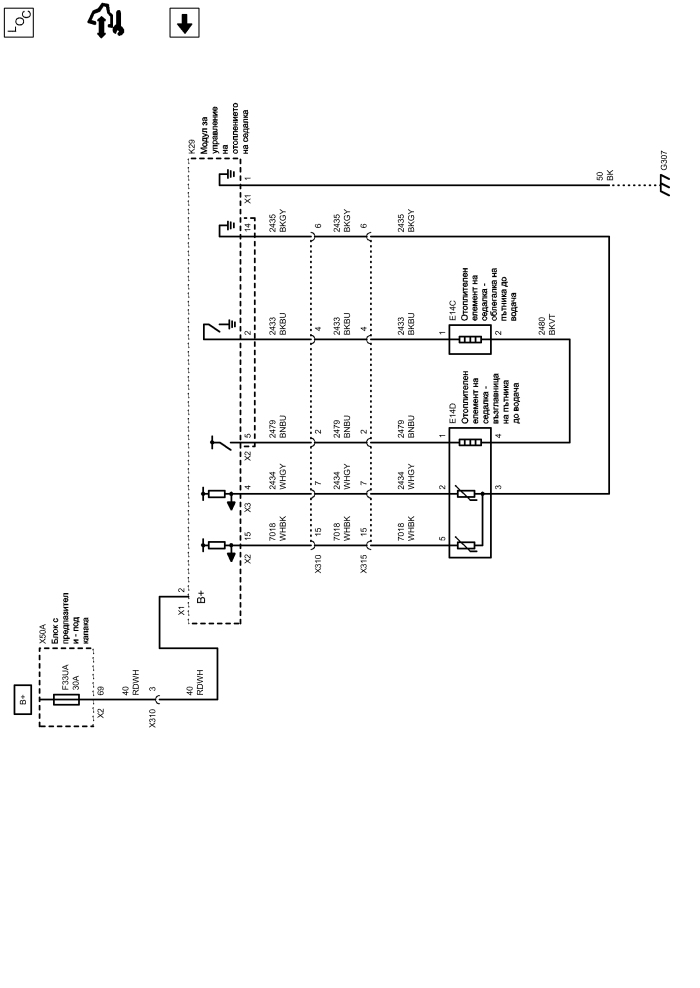 LOC
B+
X50A
Блок с
предпазител
и - под
капака
F33UA
30A
X2
69
40
RDWH
X310
3
40
RDWH
X1
2
B+
K29
Модул за
управление
на
отоплението
на седалка
X2
15
X3
4
X2
5
2
14
X1
1
7018
WHBK
2434
WHGY
2479
BNBU
2433
BKBU
2435
BKGY
X310
15
7
2
4
6
7018
WHBK
2434
WHGY
2479
BNBU
2433
BKBU
2435
BKGY
X315
15
7
2
4
6
7018
WHBK
2434
WHGY
2479
BNBU
2433
BKBU
2435
BKGY
5
2
1
E14D
Отоплителен
елемент на
седалка -
възглавница
на пътника
до водача
3
4
1
E14C
Отоплителен
елемент на
седалка -
облегалка на
пътника до
водача
2
2480
BKVT
50
BK
G307